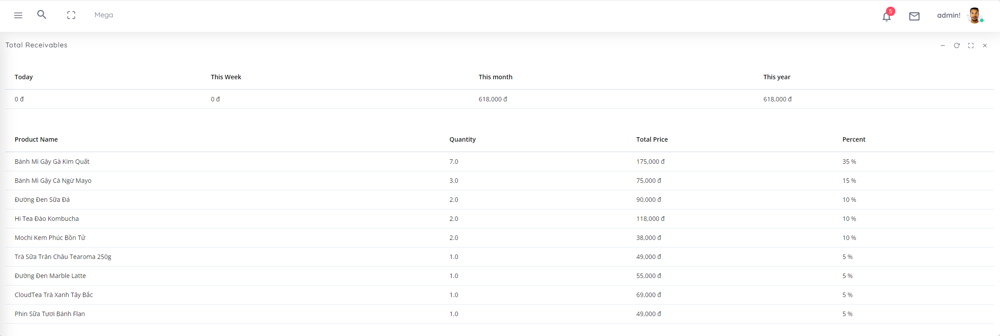 Mega 5 admin!
Total Receivables
Today This Week This month This year
0 đ 0 đ 618,000 đ 618,000 đ
Product Name Quantity Total Price Percent
Bánh Mì Gậy Gà Kim Quất 7.0 175,000 đ 35 %
Bánh Mì Gậy Cá Ngừ Mayo 3.0 75,000 đ 15 %
Đường Đen Sữa Đá 2.0 90,000 đ 10 %
Hi Tea Đào Kombucha 2.0 118,000 đ 10 %
Mochi Kem Phúc Bồn Tử 2.0 38,000 đ 10 %
Trà Sữa Trân Châu Tearoma 250g 1.0 49,000 đ 5 %
Đường Đen Marble Latte 1.0 55,000 đ 5 %
CloudTea Trà Xanh Tây Bắc 1.0 69,000 đ 5 %
Phin Sữa Tươi Bánh Flan 1.0 49,000 đ 5 %